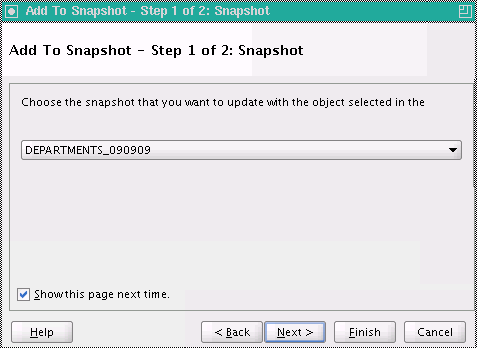 Add To Snapshot - Step 1 of 2: Snapshot
Add To Snapshot - Step 1 of 2: Snapshot
Choose the snapshot that you want to update with the object selected in the
DEPARTMENTS_090909
Show this page next time.
Help < Back Next > Finish Cancel